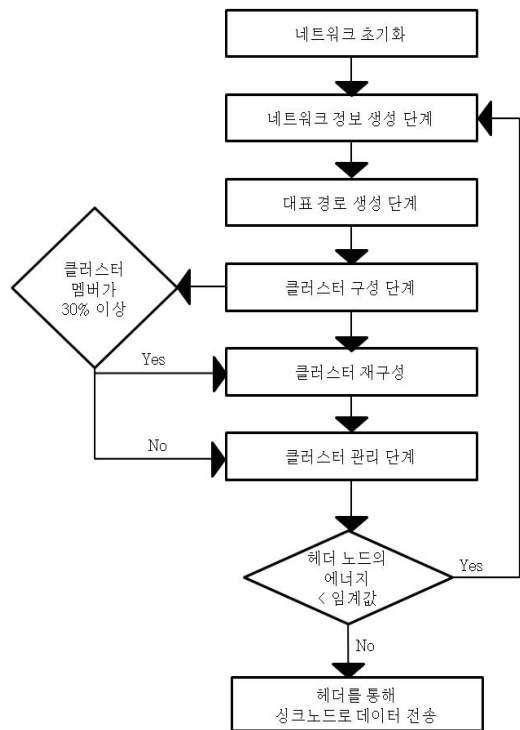 네트워크 초기화
네트워크 정보 생성 단계
대표 경로 생성 단계
클러스터
멤버가
30% 이상
클러스터 구성 단계
Yes
클러스터 재구성
No
클러스터 관리 단계
헤더 노드의
에너지
< 임계값
Yes
No
헤더를 통해
싱크노드로 데이터 전송